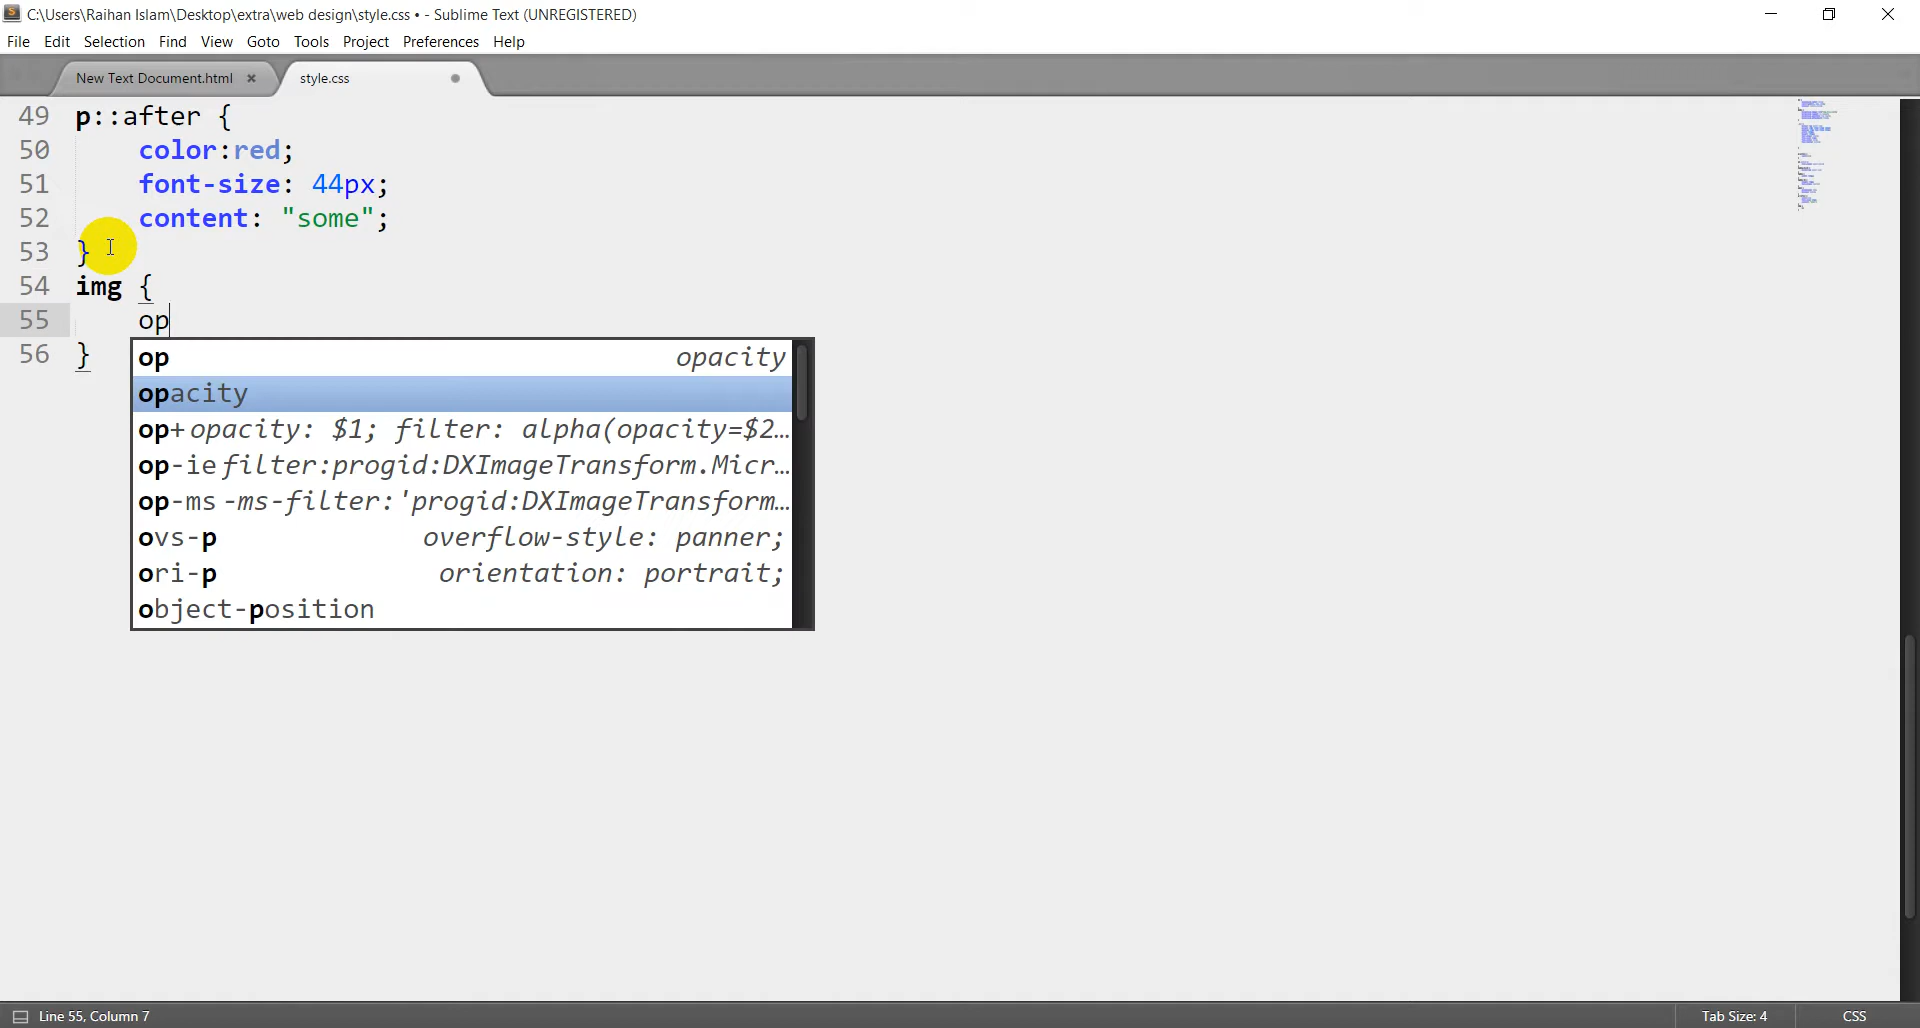 C:\Users\Raihan Islam\Desktop\extra\web design\style.css • - Sublime Text (UNREGISTERED)
File Edit Selection Find View Goto Tools Project Preferences Help
New Text Document.html × style.css
49 p::after {
50 color:red;
51 font-size: 44px;
52 content: "some";
53 }
54 img {
55 op
56 }
op opacity
opacity
op+ opacity: $1; filter: alpha(opacity=$2...
op-ie filter:progid:DXImageTransform.Micr...
op-ms -ms-filter:'progid:DXImageTransform...
ovs-p overflow-style: panner;
ori-p orientation: portrait;
object-position
Line 55, Column 7 Tab Size: 4 CSS